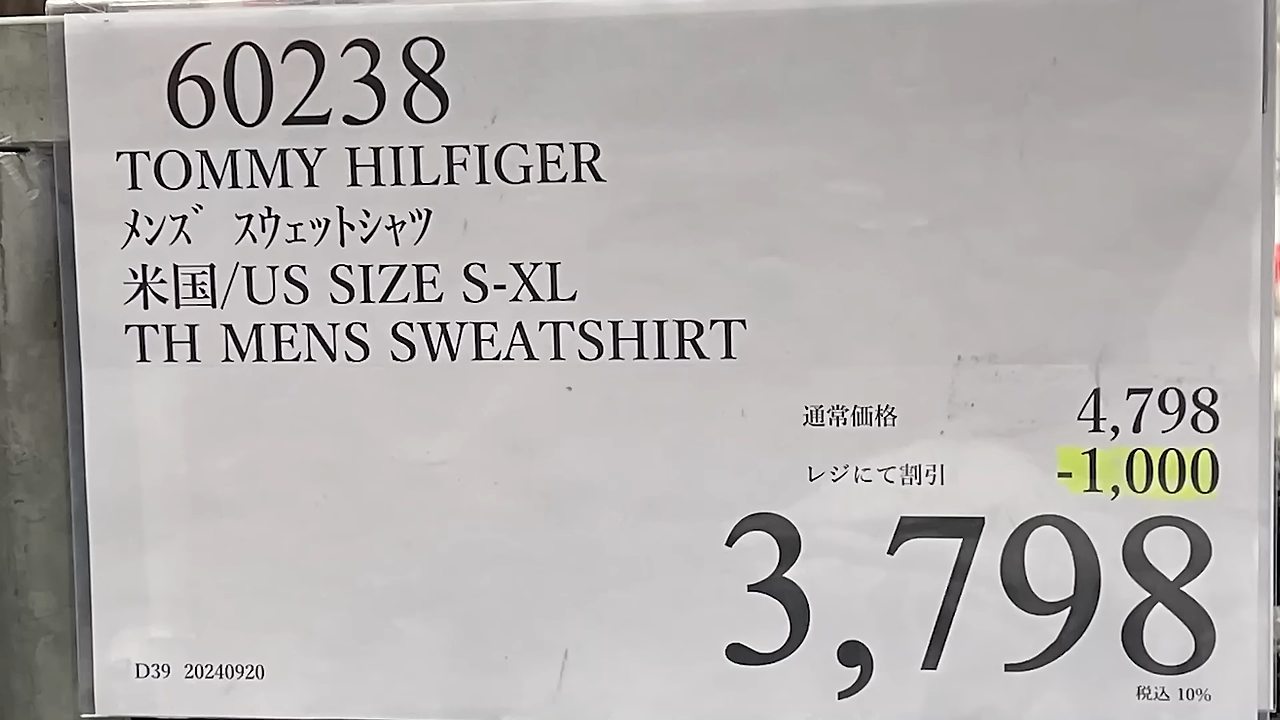 60238
TOMMY HILFIGER
ﾒﾝｽﾞ ｽｳｪｯﾄｼｬﾂ
米国/US SIZE S-XL
TH MENS SWEATSHIRT
通常価格 4,798
レジにて割引 -1,000
3,798
D39 20240920
税込 10%